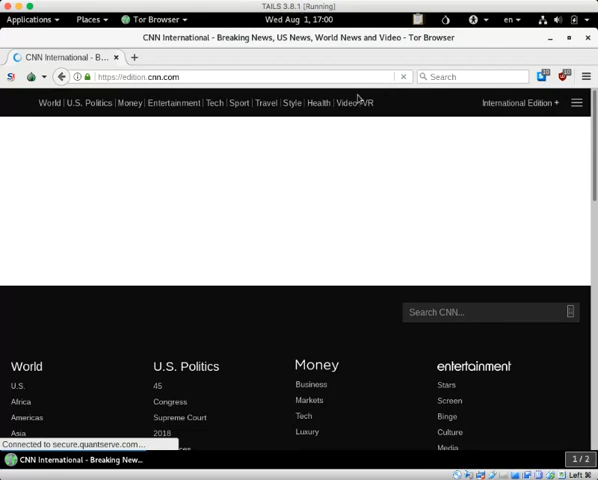 TAILS 3.8.1 [Running]
Applications Places Tor Browser Wed Aug 1, 17:00 en
CNN International - Breaking News, US News, World News and Video - Tor Browser
CNN International - B...
https://edition.cnn.com Search
World U.S. Politics Money Entertainment Tech Sport Travel Style Health Video VR International Edition +
Search CNN...
World U.S. Politics Money entertainment
U.S. 45 Business Stars
Africa Congress Markets Screen
Americas Supreme Court Tech Binge
Asia 2018 Luxury Culture
Media
Connected to secure.quantserve.com...
CNN International - Breaking New... 1 / 2
Left ⌘